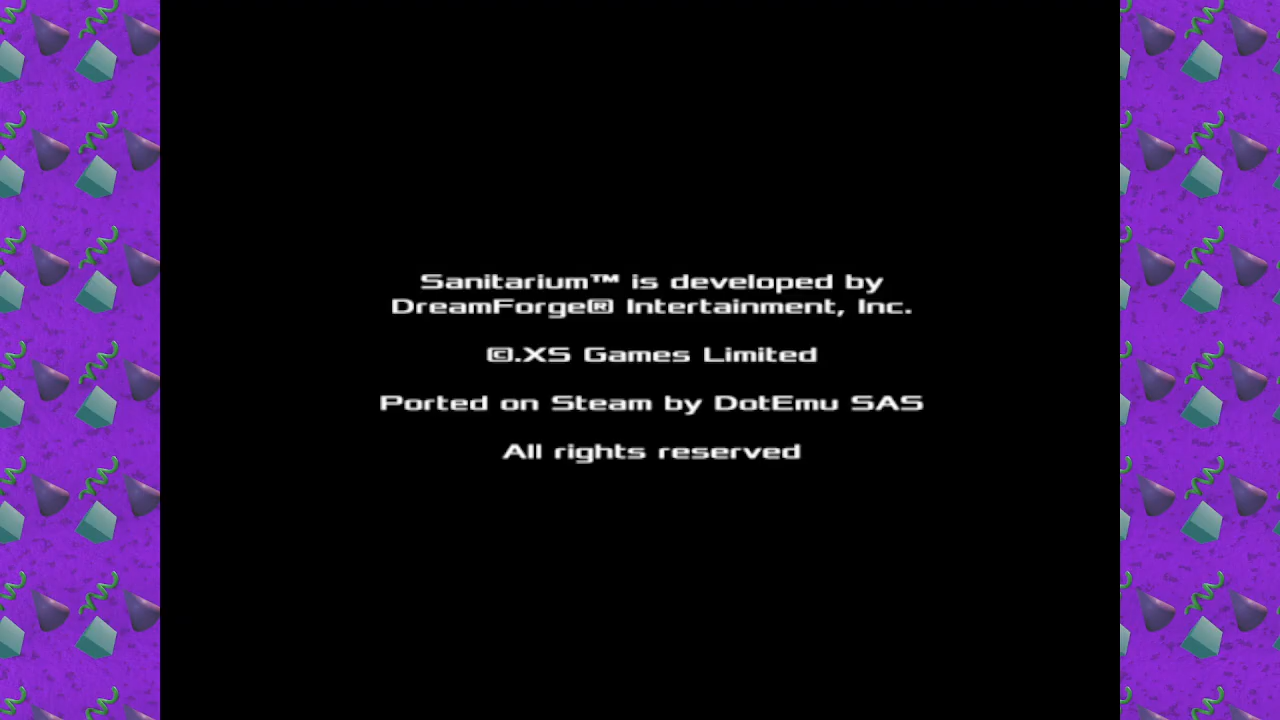 Sanitarium™ is developed by
DreamForge® Intertainment, Inc.
©.XS Games Limited
Ported on Steam by DotEmu SAS
All rights reserved